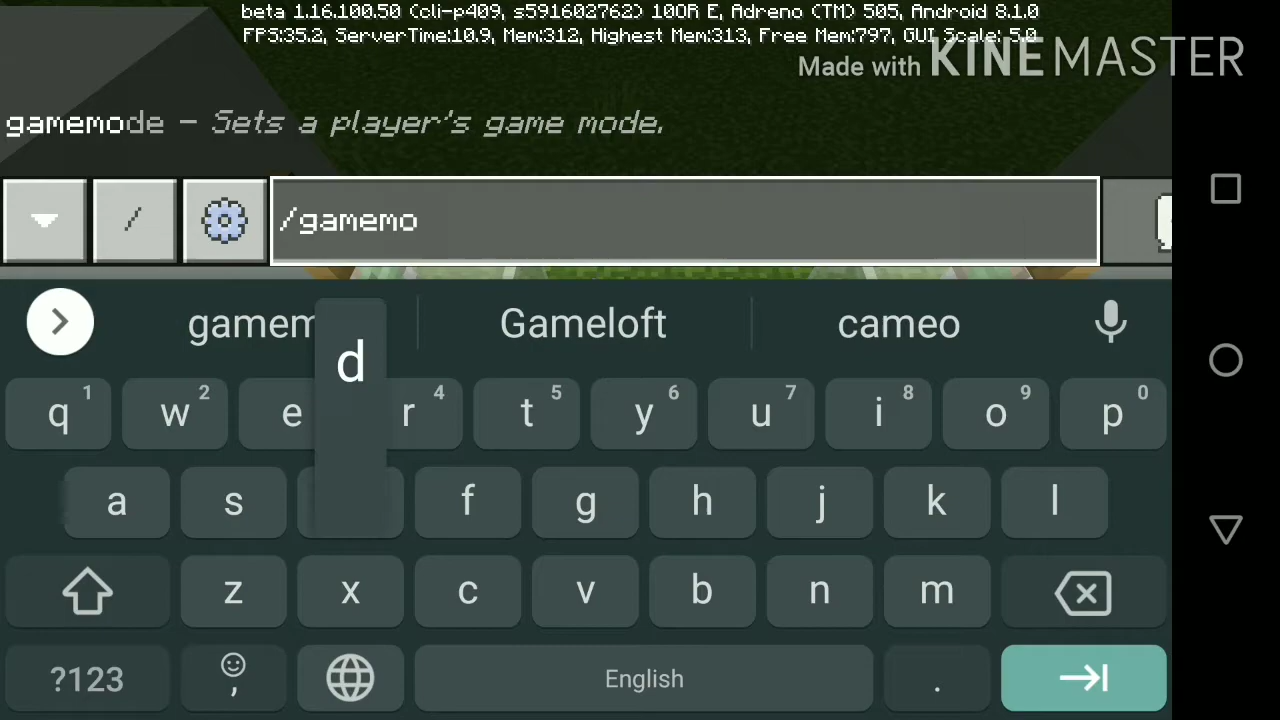 beta 1.16.100.50 (cli-p409, s591602762) 10OR E, Adreno (TM) 505, Android 8.1.0
FPS:35.2, ServerTime:10.9, Mem:312, Highest Mem:313, Free Mem:797, GUI Scale: 5.0
Made with KINEMASTER
gamemode – Sets a player's game mode.
/ /gamemo
gamem Gameloft cameo
d
q 1 w 2 e r 4 t 5 y 6 u 7 i 8 o 9 p 0
a s f g h j k l
z x c v b n m
?123 , English .